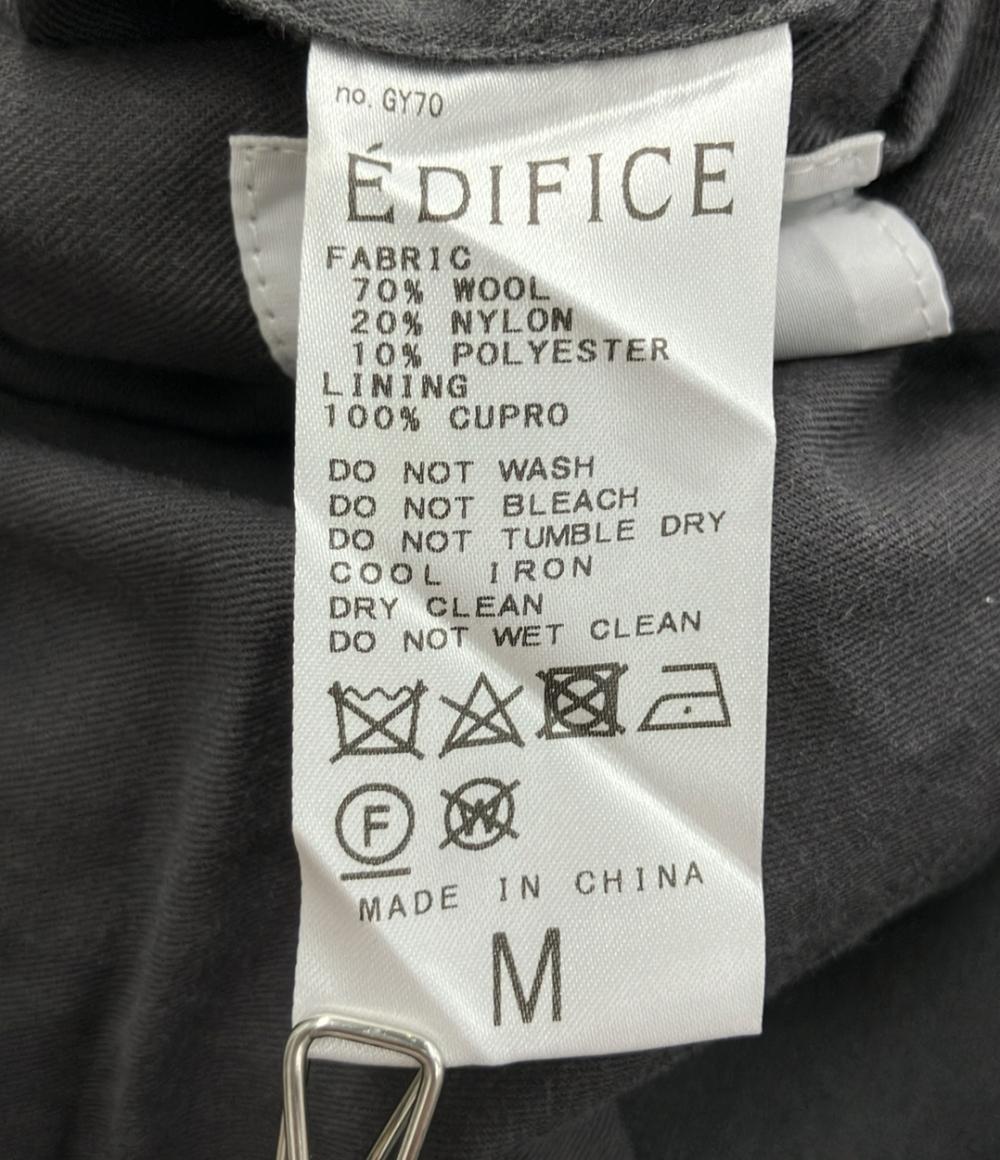 no. GY70
ÉDIFICE
FABRIC
70% WOOL
20% NYLON
10% POLYESTER
LINING
100% CUPRO
DO NOT WASH
DO NOT BLEACH
DO NOT TUMBLE DRY
COOL IRON
DRY CLEAN
DO NOT WET CLEAN
F W
MADE IN CHINA
M